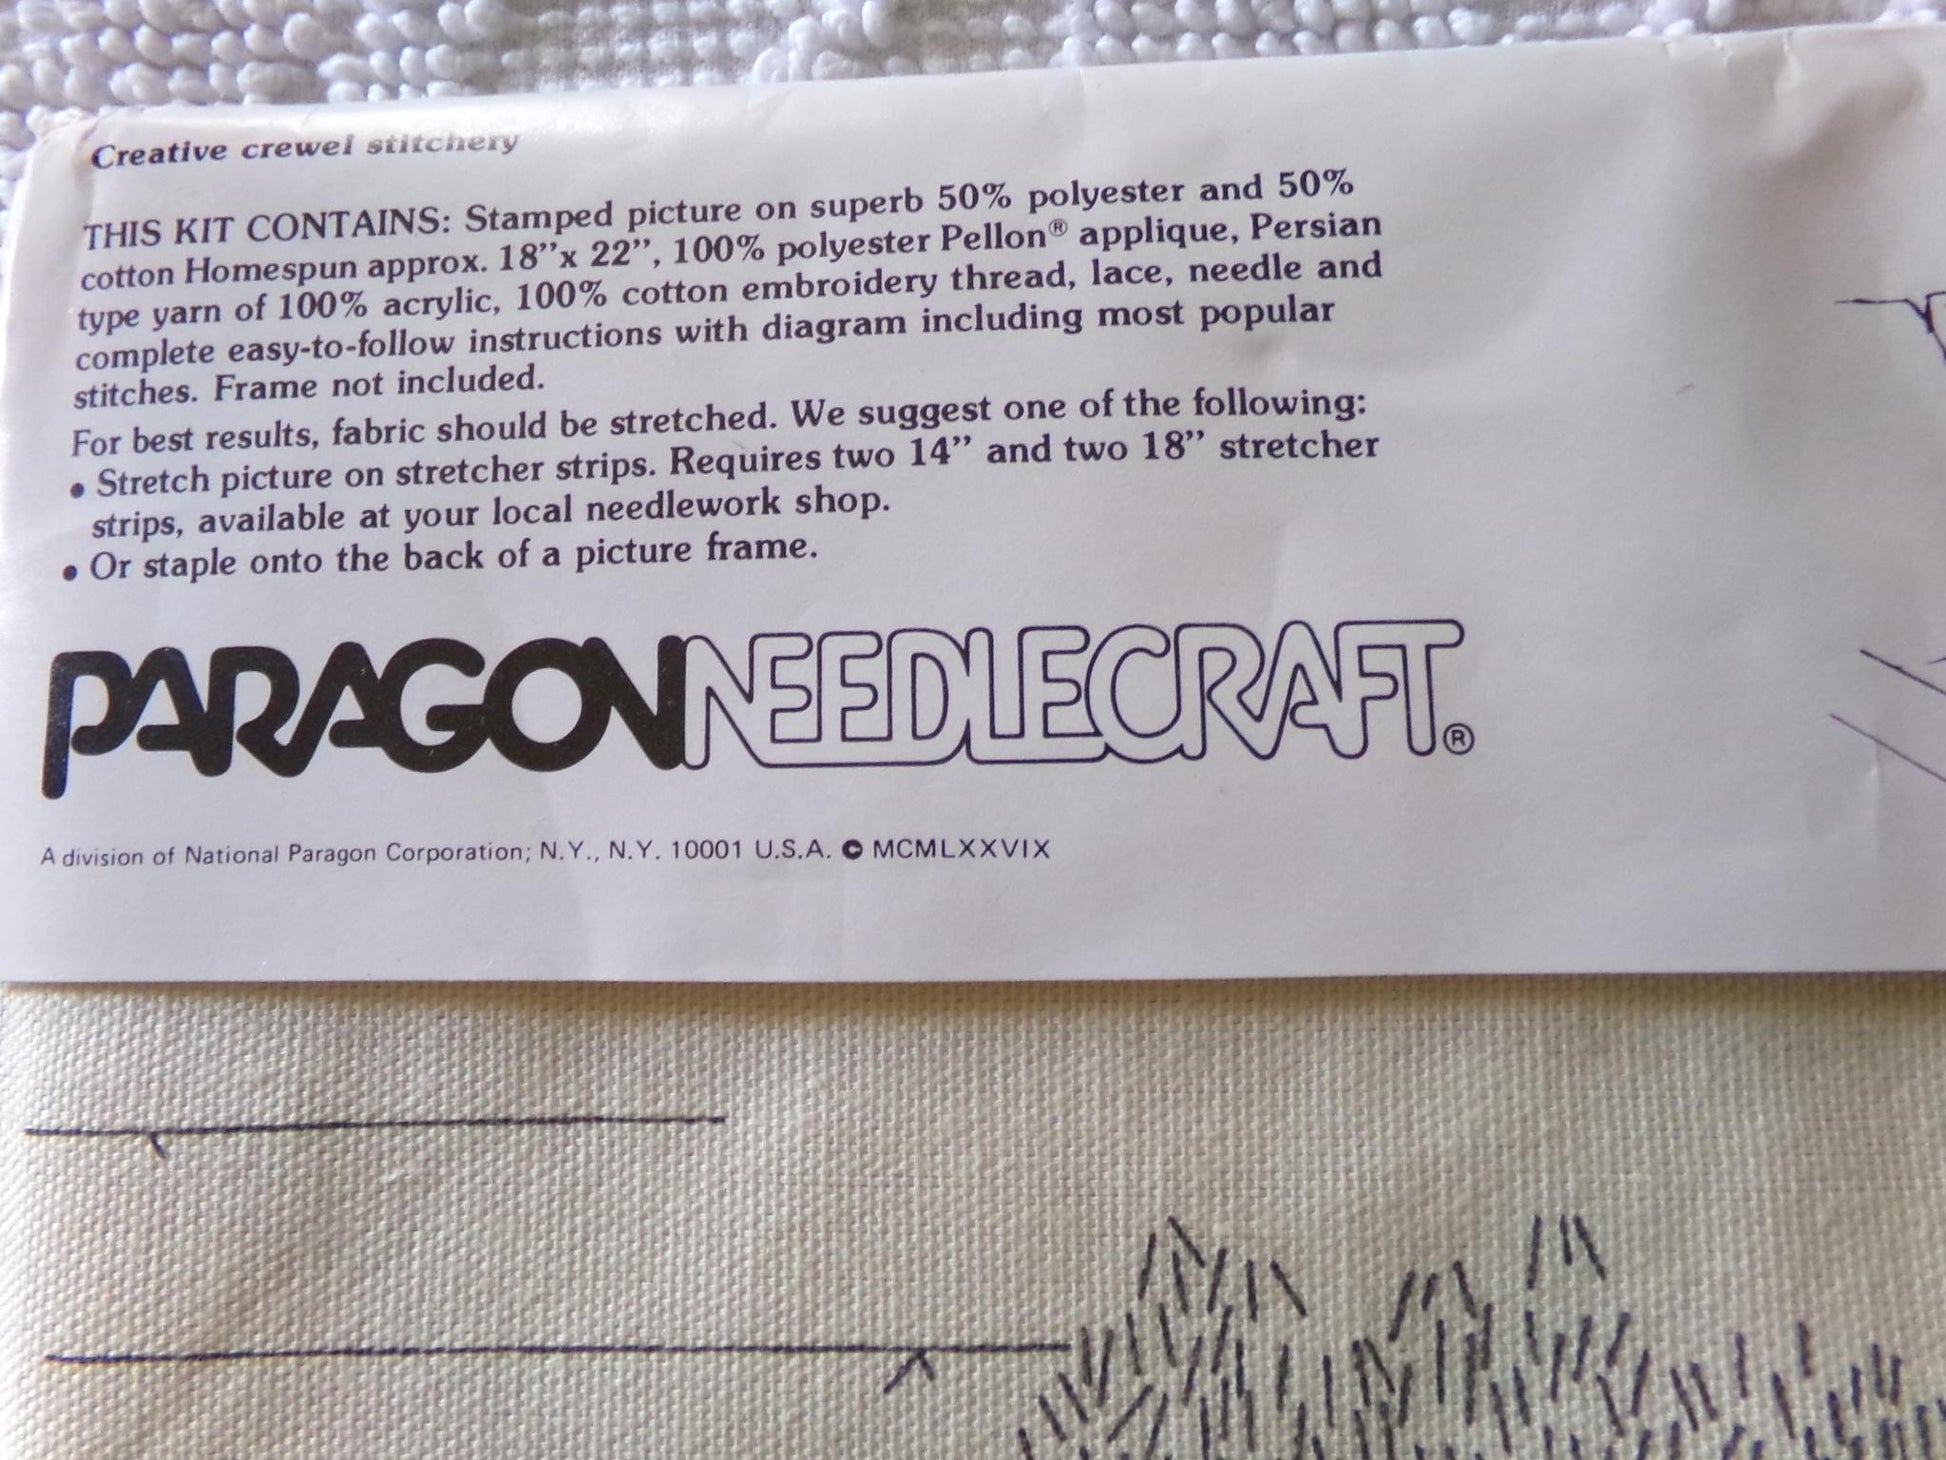 Creative crewel stitchery
THIS KIT CONTAINS: Stamped picture on superb 50% polyester and 50%
cotton Homespun approx. 18”x 22”, 100% polyester Pellon® applique, Persian
type yarn of 100% acrylic, 100% cotton embroidery thread, lace, needle and
complete easy-to-follow instructions with diagram including most popular
stitches. Frame not included.
For best results, fabric should be stretched. We suggest one of the following:
• Stretch picture on stretcher strips. Requires two 14” and two 18” stretcher
strips, available at your local needlework shop.
• Or staple onto the back of a picture frame.
PARAGON NEEDLECRAFT®
A division of National Paragon Corporation; N.Y., N.Y. 10001 U.S.A. © MCMLXXVIX